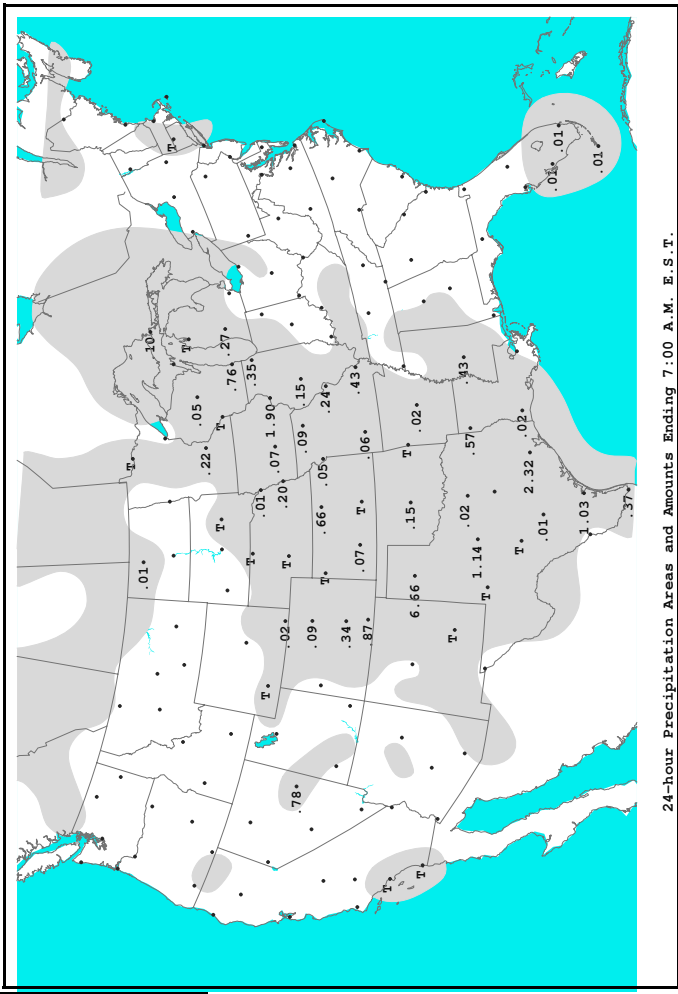 T
.01
.10
T
T
.05
.22
T
T
.27
.76
T
.35
.01
T
1.90
.07
.20
.02
T
.78
.15
.09
.09
.66
.05
.24
T
.34
.43
.07
T
.06
.87
T
T
.15
6.66
.02
T
T
.43
.02
.57
1.14
T
T
.02
2.32
.01
.01
.01
1.03
.01
.37
24-hour Precipitation Areas and Amounts Ending 7:00 A.M. E.S.T.